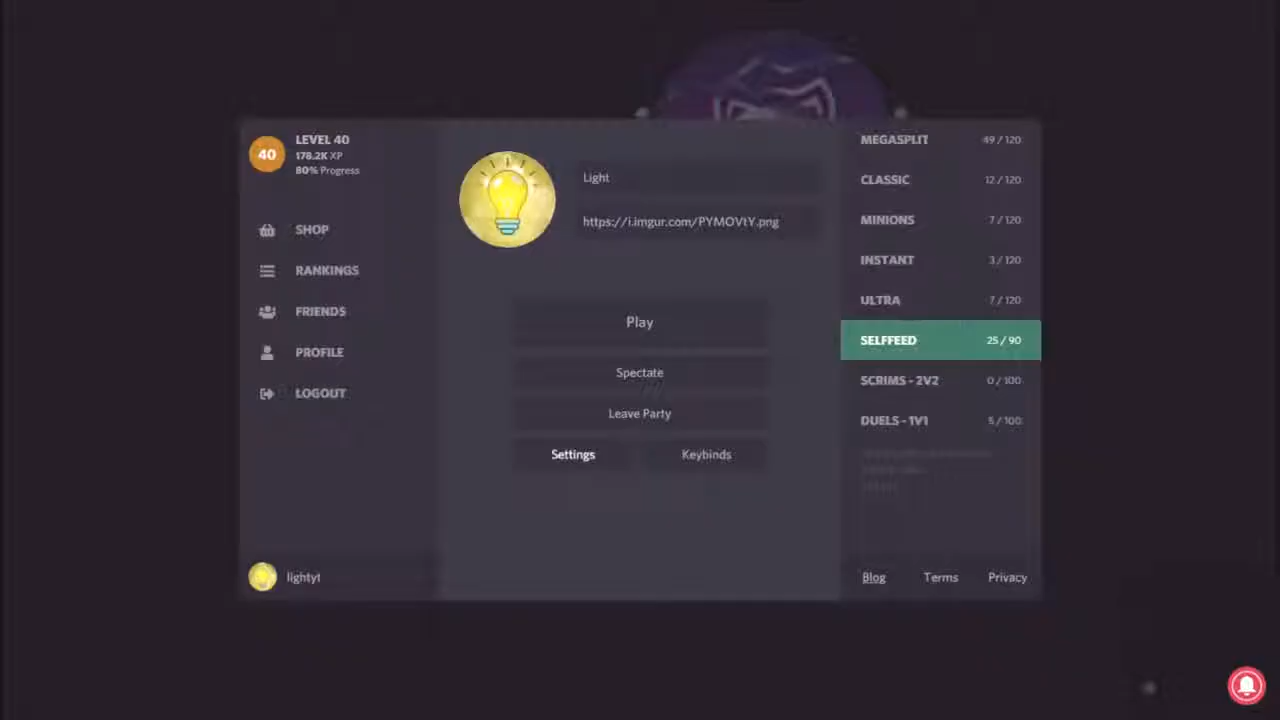 40
LEVEL 40
178.2K XP
80% Progress
SHOP
RANKINGS
FRIENDS
PROFILE
LOGOUT
lightyt
Light
https://i.imgur.com/PYMOVtY.png
Play
Spectate
Leave Party
Settings
Keybinds
MEGASPLIT 49 / 120
CLASSIC 12 / 120
MINIONS 7 / 120
INSTANT 3 / 120
ULTRA 7 / 120
SELFFEED 25 / 90
SCRIMS - 2V2 0 / 100
DUELS - 1V1 5 / 100
Blog Terms Privacy